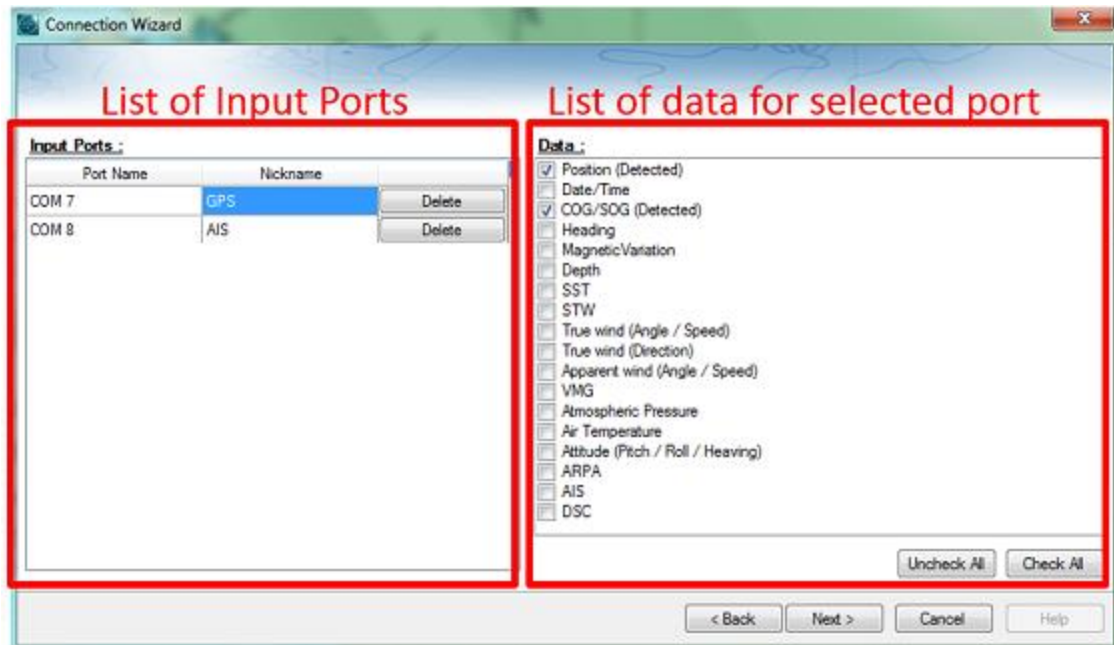 Connection Wizard
List of Input Ports
List of data for selected port
Input Ports :
Port Name Nickname
COM 7 GPS Delete
COM 8 AIS Delete
Data :
Position (Detected)
Date/Time
COG/SOG (Detected)
Heading
MagneticVariation
Depth
SST
STW
True wind (Angle / Speed)
True wind (Direction)
Apparent wind (Angle / Speed)
VMG
Atmospheric Pressure
Air Temperature
Attitude (Pitch / Roll / Heaving)
ARPA
AIS
DSC
Uncheck All Check All
< Back Next > Cancel Help